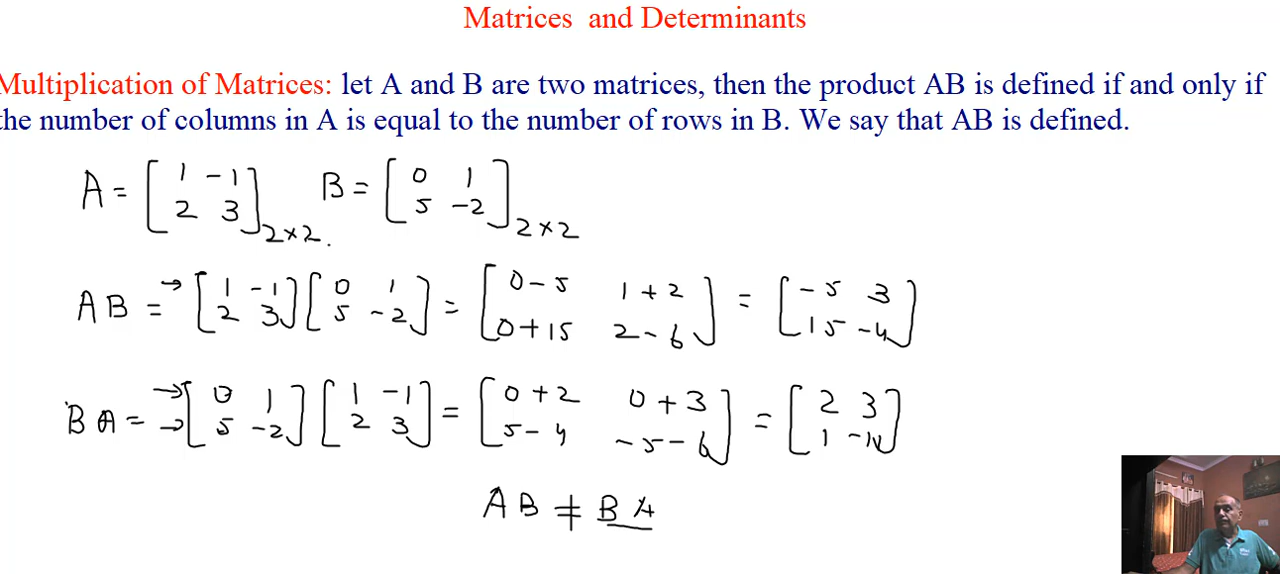 Matrices and Determinants
Multiplication of Matrices: let A and B are two matrices, then the product AB is defined if and only if
the number of columns in A is equal to the number of rows in B. We say that AB is defined.
A = [1 -1; 2 3]2×2. B = [0 1; 5 -2]2×2
AB = → [1 -1; 2 3] [0 1; 5 -2] = [0-5 1+2; 0+15 2-6] = [-5 3; 15 -4]
BA = → → [0 1; 5 -2] [1 -1; 2 3] = [0+2 0+3; 5-4 -5-6] = [2 3; 1 ]
AB ≠ BA